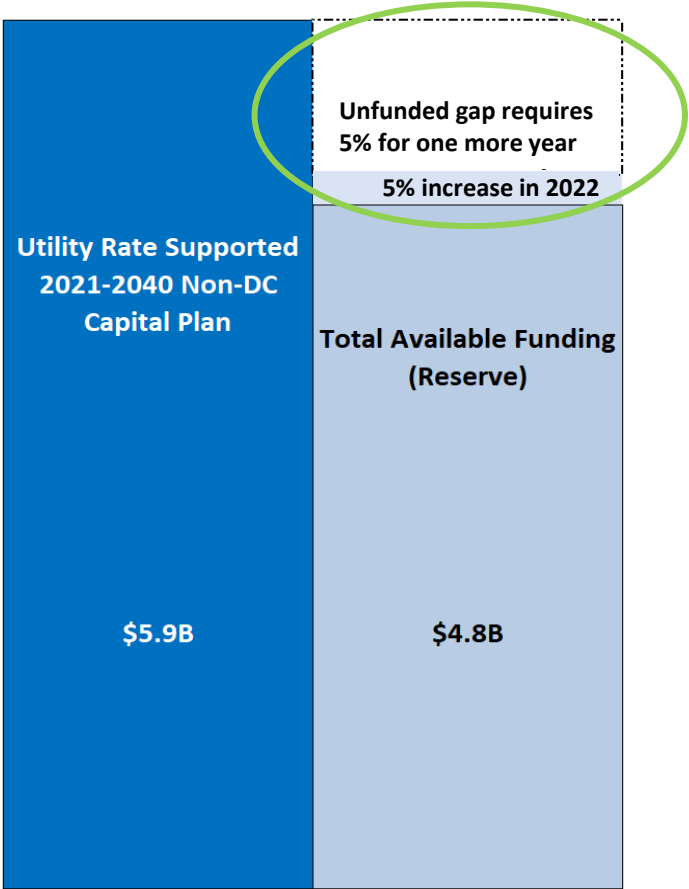 Unfunded gap requires
5% for one more year
5% increase in 2022
Utility Rate Supported
2021-2040 Non-DC
Capital Plan
Total Available Funding
(Reserve)
$5.9B
$4.8B